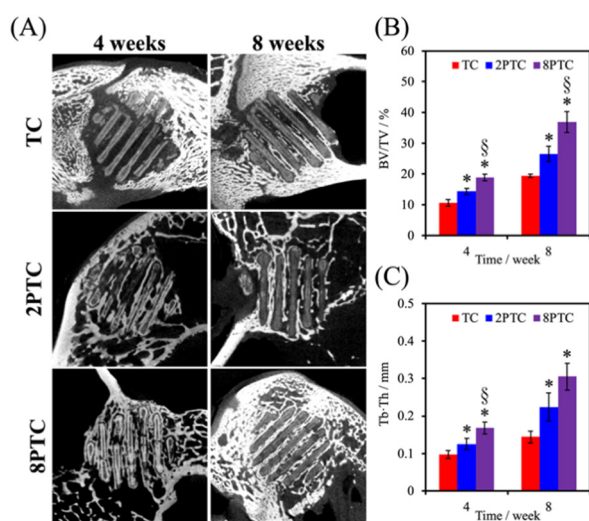 (A)
4 weeks 8 weeks
TC
2PTC
8PTC
(B)
60
50
40
30
20
10
0
BV/TV / %
TC 2PTC 8PTC
* § * * § *
4 8
Time / week
(C)
0.5
0.4
0.3
0.2
0.1
0
Tb·Th / mm
TC 2PTC 8PTC
* § * * *
4 8
Time / week